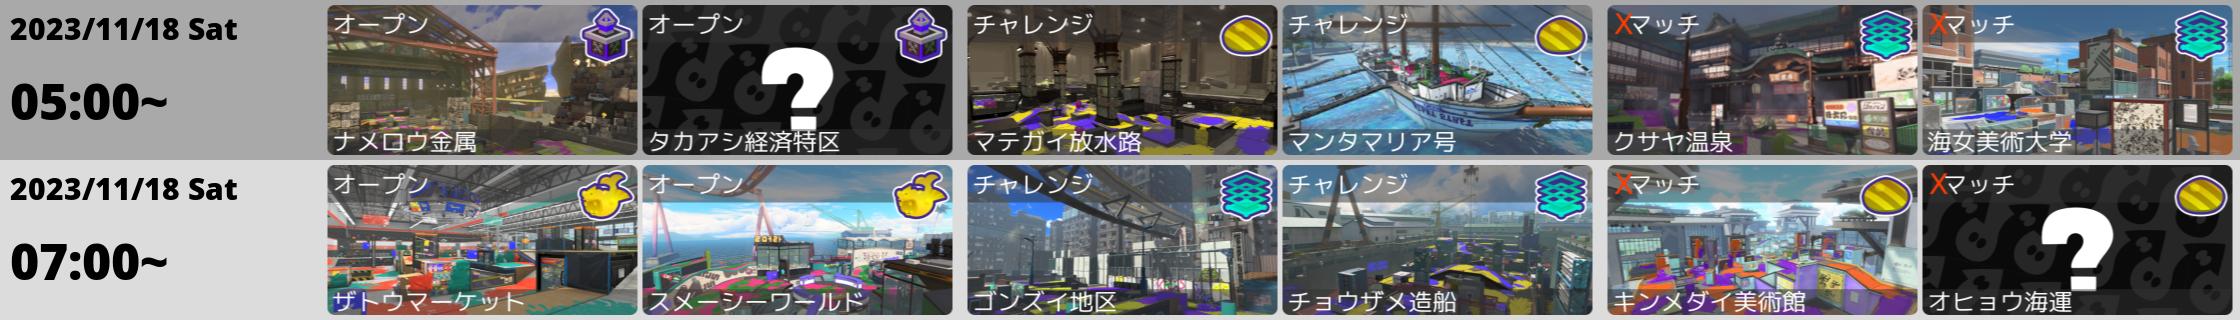 2023/11/18 Sat
05:00~
オープン
ナメロウ金属
オープン
タカアシ経済特区
チャレンジ
マテガイ放水路
チャレンジ
マンタマリア号
Xマッチ
クサヤ温泉
Xマッチ
海女美術大学
2023/11/18 Sat
07:00~
オープン
ザトウマーケット
オープン
スメーシーワールド
チャレンジ
ゴンズイ地区
チャレンジ
チョウザメ造船
Xマッチ
キンメダイ美術館
Xマッチ
オヒョウ海運